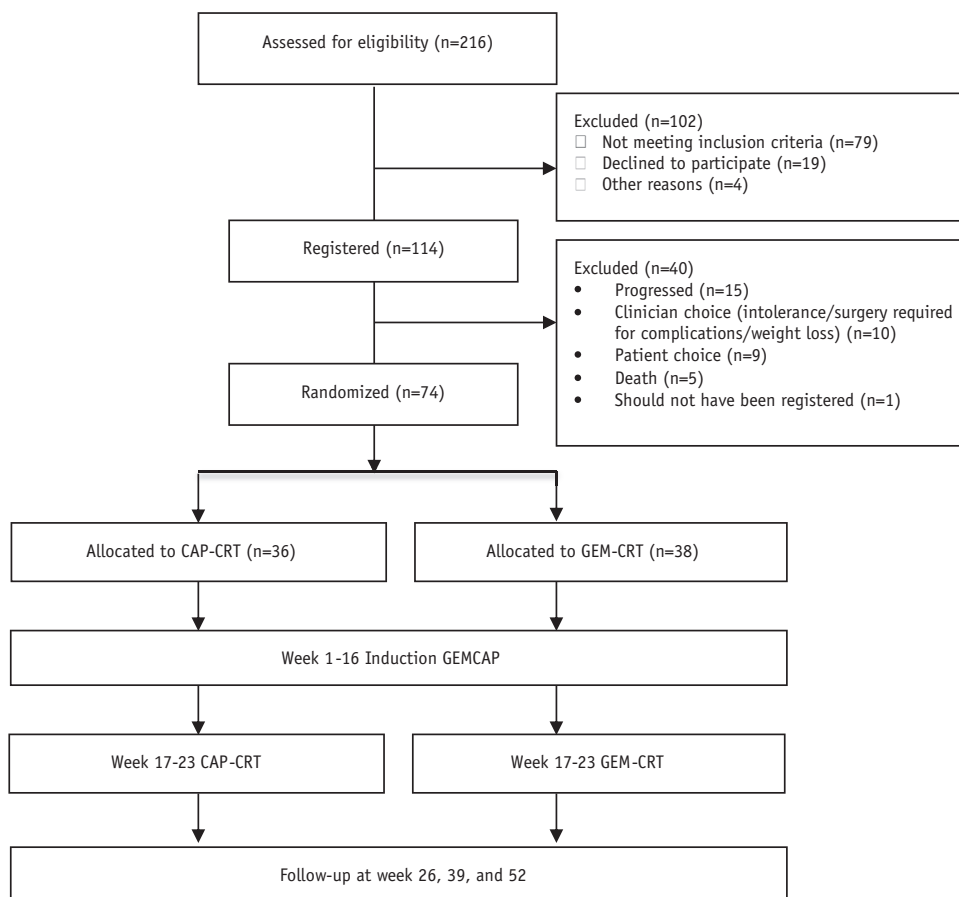 Assessed for eligibility (n=216)
Excluded (n=102)
□ Not meeting inclusion criteria (n=79)
□ Declined to participate (n=19)
□ Other reasons (n=4)
Registered (n=114)
Excluded (n=40)
• Progressed (n=15)
• Clinician choice (intolerance/surgery required
for complications/weight loss) (n=10)
• Patient choice (n=9)
• Death (n=5)
• Should not have been registered (n=1)
Randomized (n=74)
Allocated to CAP-CRT (n=36)
Allocated to GEM-CRT (n=38)
Week 1-16 Induction GEMCAP
Week 17-23 CAP-CRT
Week 17-23 GEM-CRT
Follow-up at week 26, 39, and 52